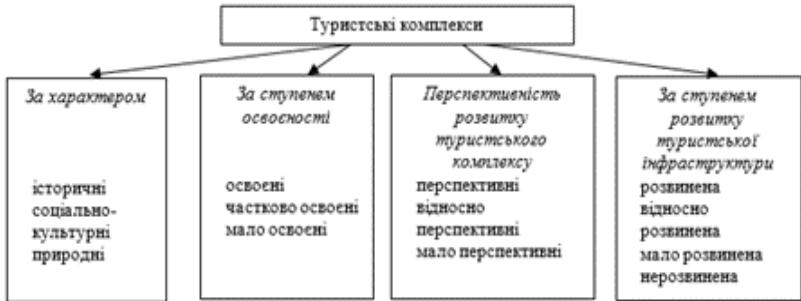 Туристські комплекси
За характером
історичні
соціально-
культурні
природні
За ступенем
освоєності
освоєні
частково освоєні
мало освоєні
Перспективність
розвитку
туристського
комплексу
перспективні
відносно
перспективні
мало перспективні
За ступенем
розвитку
туристської
інфраструктури
розвинена
відносно
розвинена
мало розвинена
нерозвинена